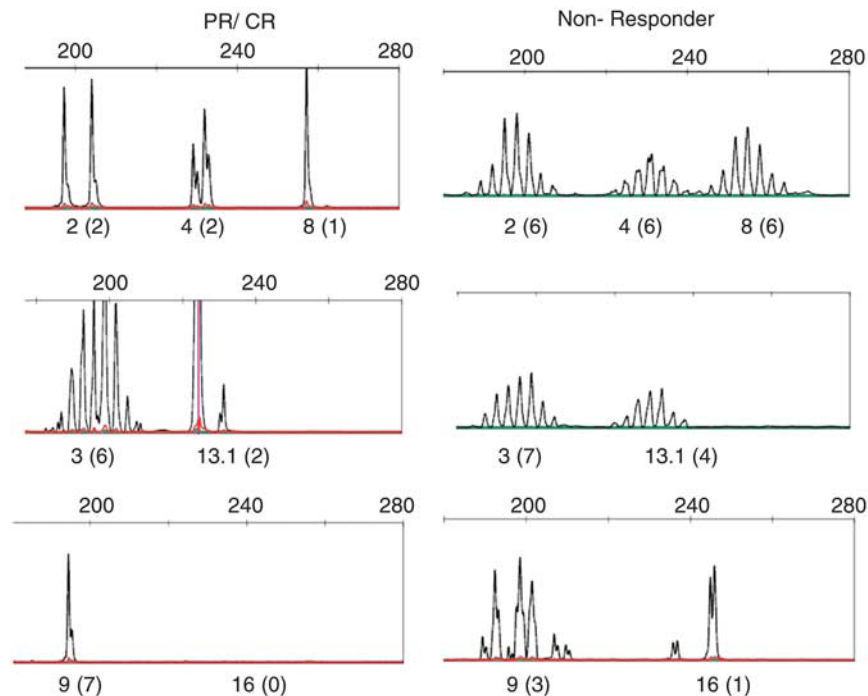 PR/ CR
Non- Responder
200 240 280
200 240 280
2 (2) 4 (2) 8 (1)
2 (6) 4 (6) 8 (6)
200 240 280
3 (6) 13.1 (2)
3 (7) 13.1 (4)
200 240 280
200 240 280
9 (7) 16 (0)
9 (3) 16 (1)